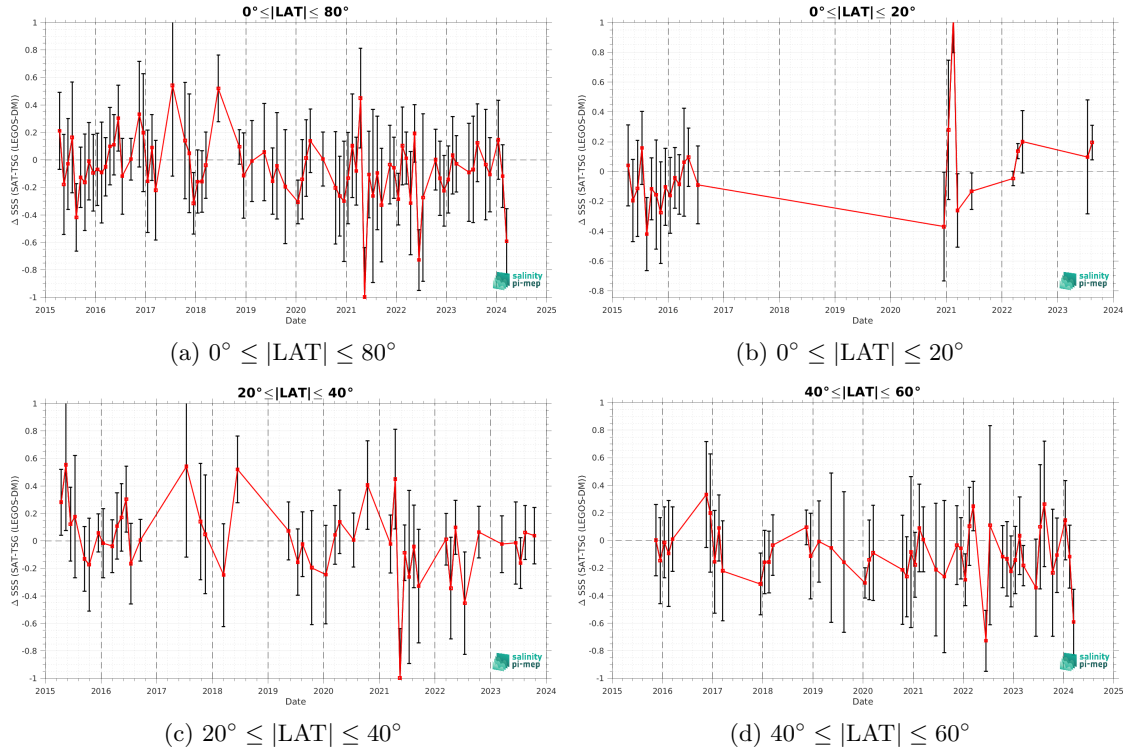 0°≤|LAT|≤ 80°
Δ SSS (SAT-TSG (LEGOS-DM))
1
0.8
0.6
0.4
0.2
0
-0.2
-0.4
-0.6
-0.8
-1
2015 2016 2017 2018 2019 2020 2021 2022 2023 2024 2025
Date
salinity
pi-mep
(a) 0° ≤ |LAT| ≤ 80°
0°≤|LAT|≤ 20°
Δ SSS (SAT-TSG (LEGOS-DM))
1
0.8
0.6
0.4
0.2
0
-0.2
-0.4
-0.6
-0.8
2015 2016 2017 2018 2019 2020 2021 2022 2023 2024
Date
salinity
pi-mep
(b) 0° ≤ |LAT| ≤ 20°
20°≤|LAT|≤ 40°
Δ SSS (SAT-TSG (LEGOS-DM))
1
0.8
0.6
0.4
0.2
0
-0.2
-0.4
-0.6
-0.8
-1
2015 2016 2017 2018 2019 2020 2021 2022 2023 2024
Date
salinity
pi-mep
(c) 20° ≤ |LAT| ≤ 40°
40°≤|LAT|≤ 60°
Δ SSS (SAT-TSG (LEGOS-DM))
1
0.8
0.6
0.4
0.2
0
-0.2
-0.4
-0.6
-0.8
-1
2015 2016 2017 2018 2019 2020 2021 2022 2023 2024 2025
Date
salinity
pi-mep
(d) 40° ≤ |LAT| ≤ 60°